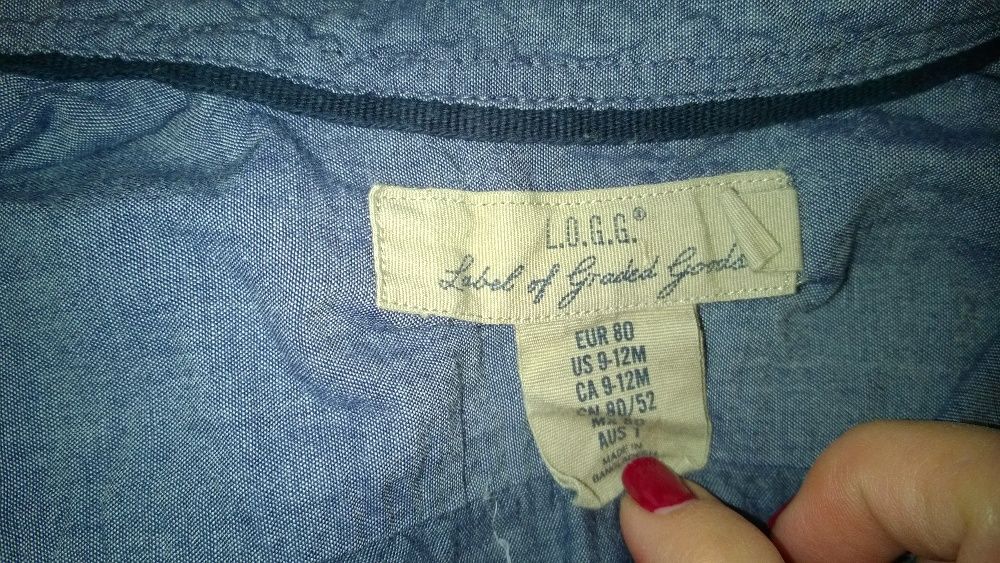 L.O.G.G.®
Label of Graded Goods
EUR 80
US 9-12M
CA 9-12M
CN 80/52
AUS 1
MADE IN